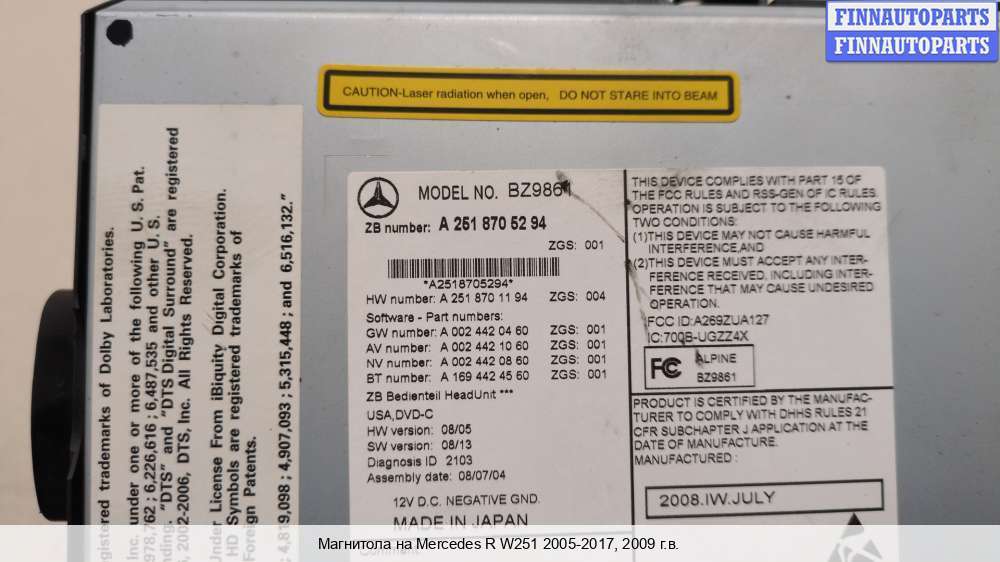 FINNAUTOPARTS
FINNAUTOPARTS
CAUTION-Laser radiation when open, DO NOT STARE INTO BEAM
registered trademarks of Dolby Laboratories.
Inc. under one or more of the following U. S. Pat.
978,762 ; 6,226,616 ; 6,487,535 and other U. S.
"DTS" and "DTS Digital Surround" are registered
2002-2006, DTS, Inc. All Rights Reserved.
Under License From iBiquity Digital Corporation.
HD Symbols are registered trademarks of
Foreign Patents.
; 4,819,098 ; 4,907,093 ; 5,315,448 ; and 6,516,132."
MODEL NO. BZ9861
ZB number: A 251 870 52 94
ZGS: 001
*A2518705294*
HW number: A 251 870 11 94 ZGS: 004
Software - Part numbers:
GW number: A 002 442 04 60 ZGS: 001
AV number: A 002 442 10 60 ZGS: 001
NV number: A 002 442 08 60 ZGS: 001
BT number: A 169 442 45 60 ZGS: 001
ZB Bedienteil HeadUnit ***
USA,DVD-C
HW version: 08/05
SW version: 08/13
Diagnosis ID 2103
Assembly date: 08/07/04
12V D.C. NEGATIVE GND.
MADE IN JAPAN
Comment:
THIS DEVICE COMPLIES WITH PART 15 OF
THE FCC RULES AND RSS-GEN OF IC RULES.
OPERATION IS SUBJECT TO THE FOLLOWING
TWO CONDITIONS:
(1)THIS DEVICE MAY NOT CAUSE HARMFUL
INTERFERENCE,AND
(2)THIS DEVICE MUST ACCEPT ANY INTER-
FERENCE RECEIVED, INCLUDING INTER-
FERENCE THAT MAY CAUSE UNDESIRED
OPERATION.
FCC ID:A269ZUA127
IC:700B-UGZZ4X
FCC ALPINE
BZ9861
PRODUCT IS CERTIFIED BY THE MANUFAC-
TURER TO COMPLY WITH DHHS RULES 21
CFR SUBCHAPTER J APPLICATION AT THE
DATE OF MANUFACTURE.
MANUFACTURED :
2008.IW.JULY
Магнитола на Mercedes R W251 2005-2017, 2009 г.в.